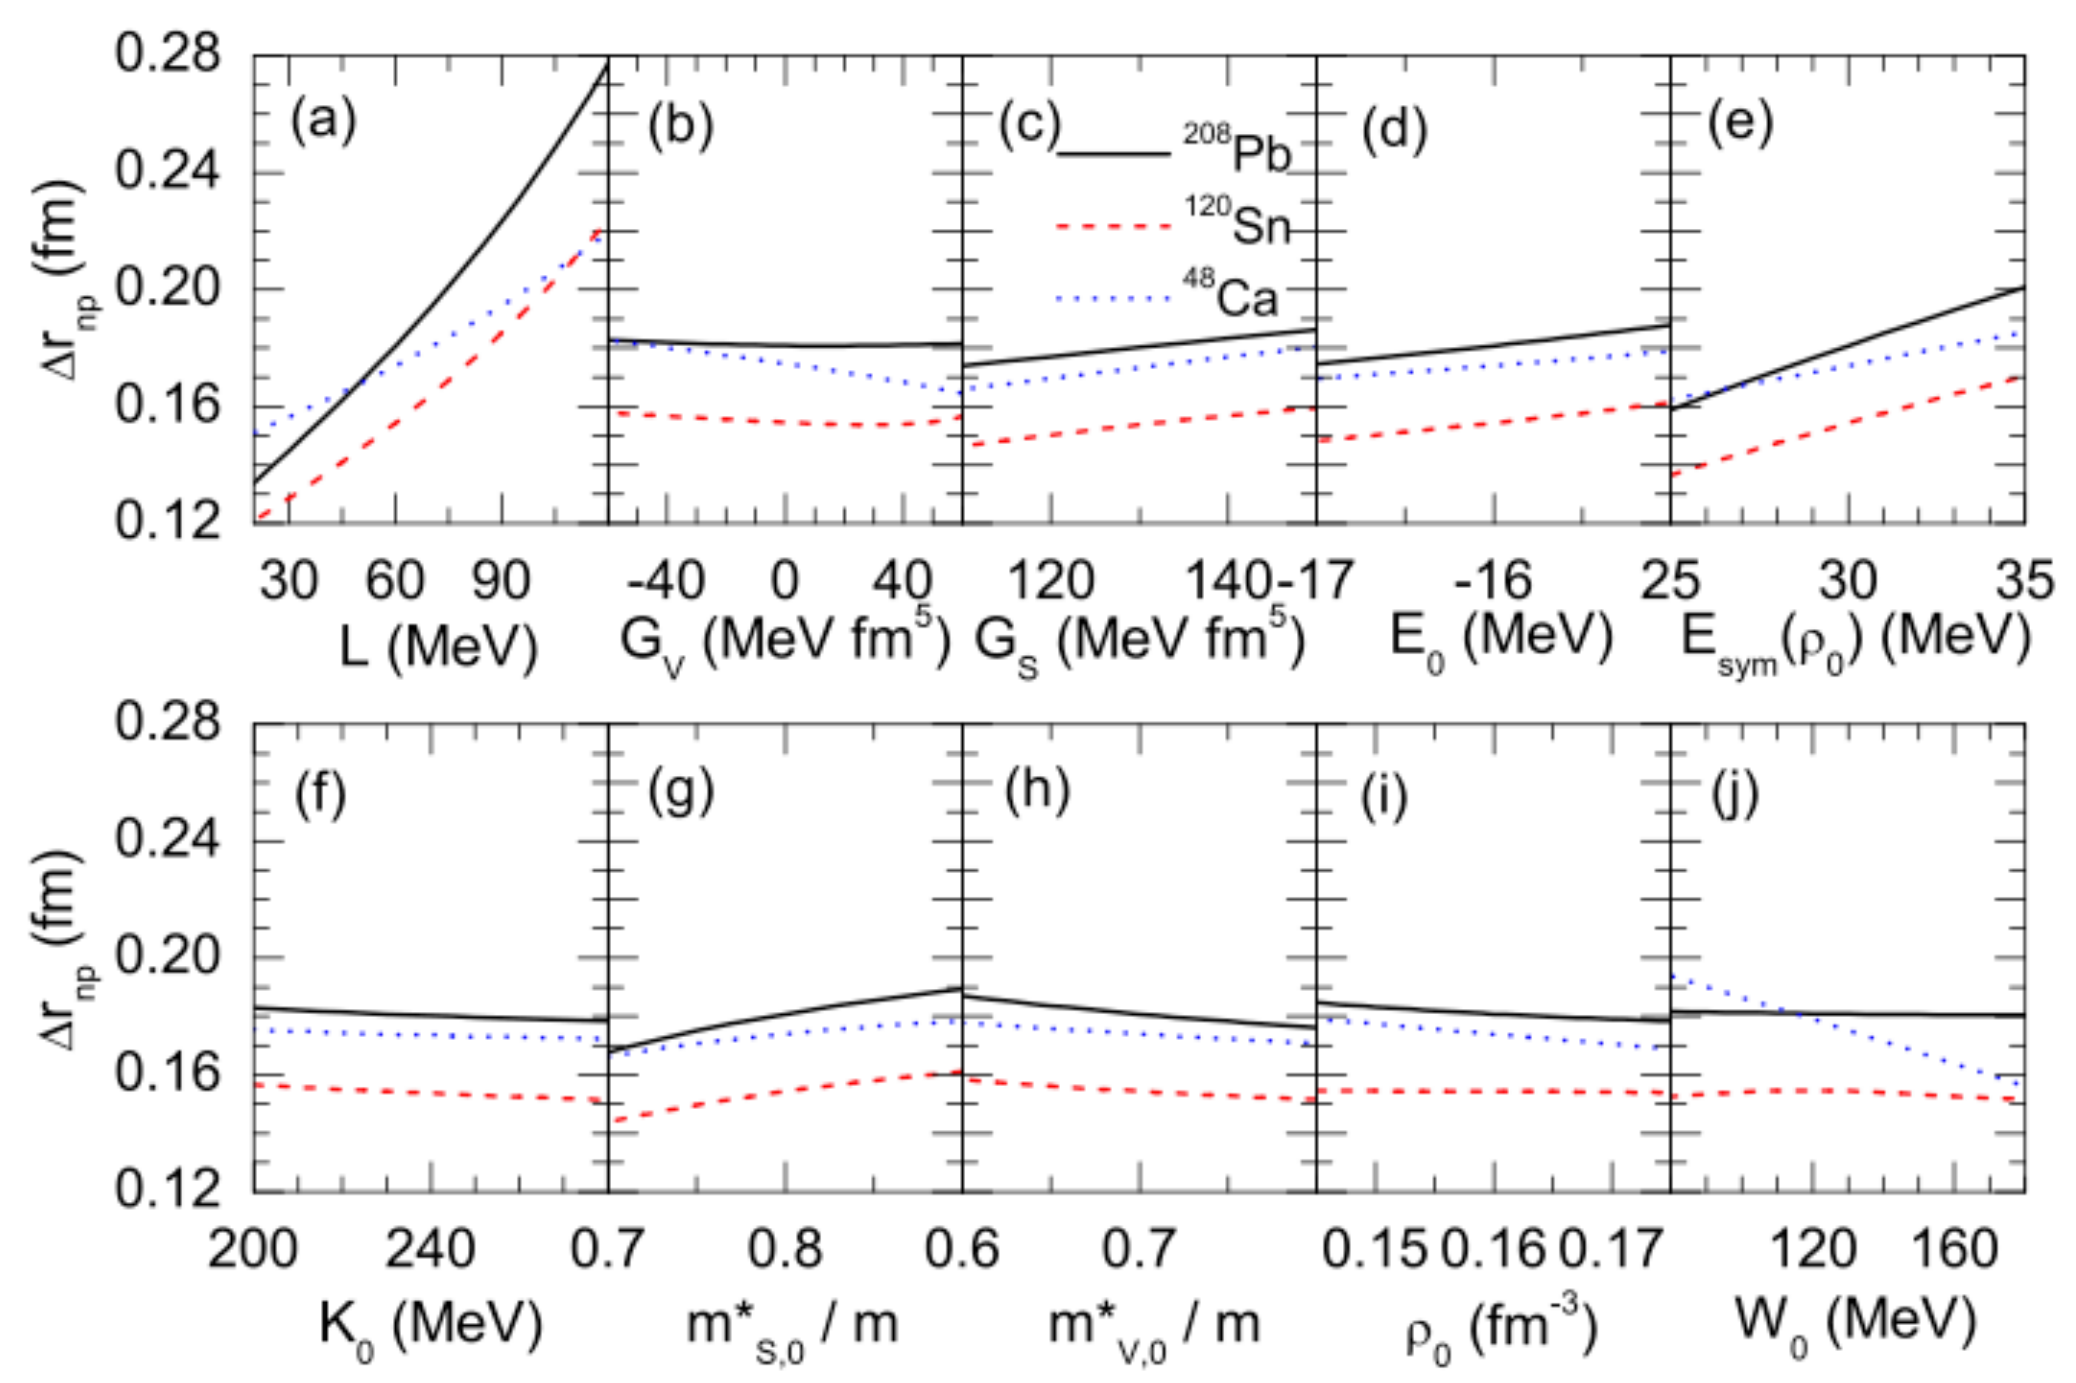 0.28
0.24
0.20
0.16
0.12
Δr_np (fm)
(a) (b) (c) (d) (e)
²⁰⁸Pb
¹²⁰Sn
⁴⁸Ca
30 60 90 -40 0 40 120 140 -17 -16 25 30 35
L (MeV) G_V (MeV fm⁵) G_S (MeV fm⁵) E_0 (MeV) E_sym(ρ_0) (MeV)
0.28
0.24
0.20
0.16
0.12
Δr_np (fm)
(f) (g) (h) (i) (j)
200 240 0.7 0.8 0.6 0.7 0.15 0.16 0.17 120 160
K_0 (MeV) m*_S,0 / m m*_V,0 / m ρ_0 (fm⁻³) W_0 (MeV)